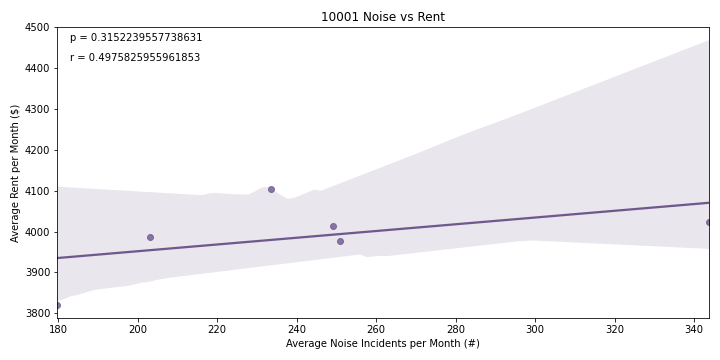 10001 Noise vs Rent
p = 0.3152239557738631
r = 0.4975825955961853
4500
4400
4300
4200
4100
4000
3900
3800
Average Rent per Month ($)
180 200 220 240 260 280 300 320 340
Average Noise Incidents per Month (#)